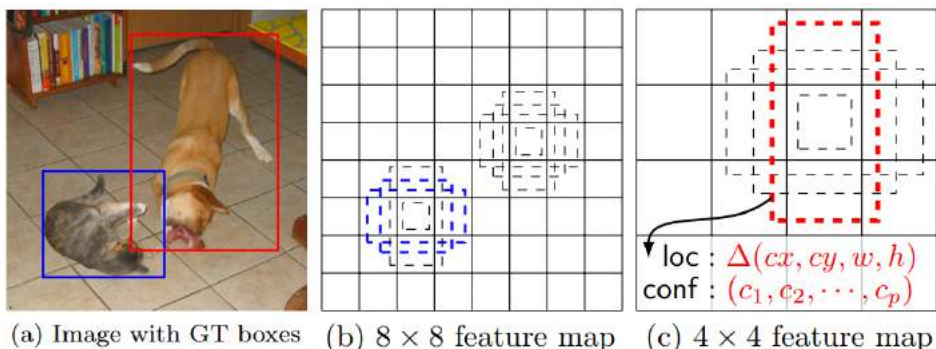 loc : Δ(cx, cy, w, h)
conf : (c₁, c₂, ⋯, cₚ)
(a) Image with GT boxes
(b) 8 × 8 feature map
(c) 4 × 4 feature map